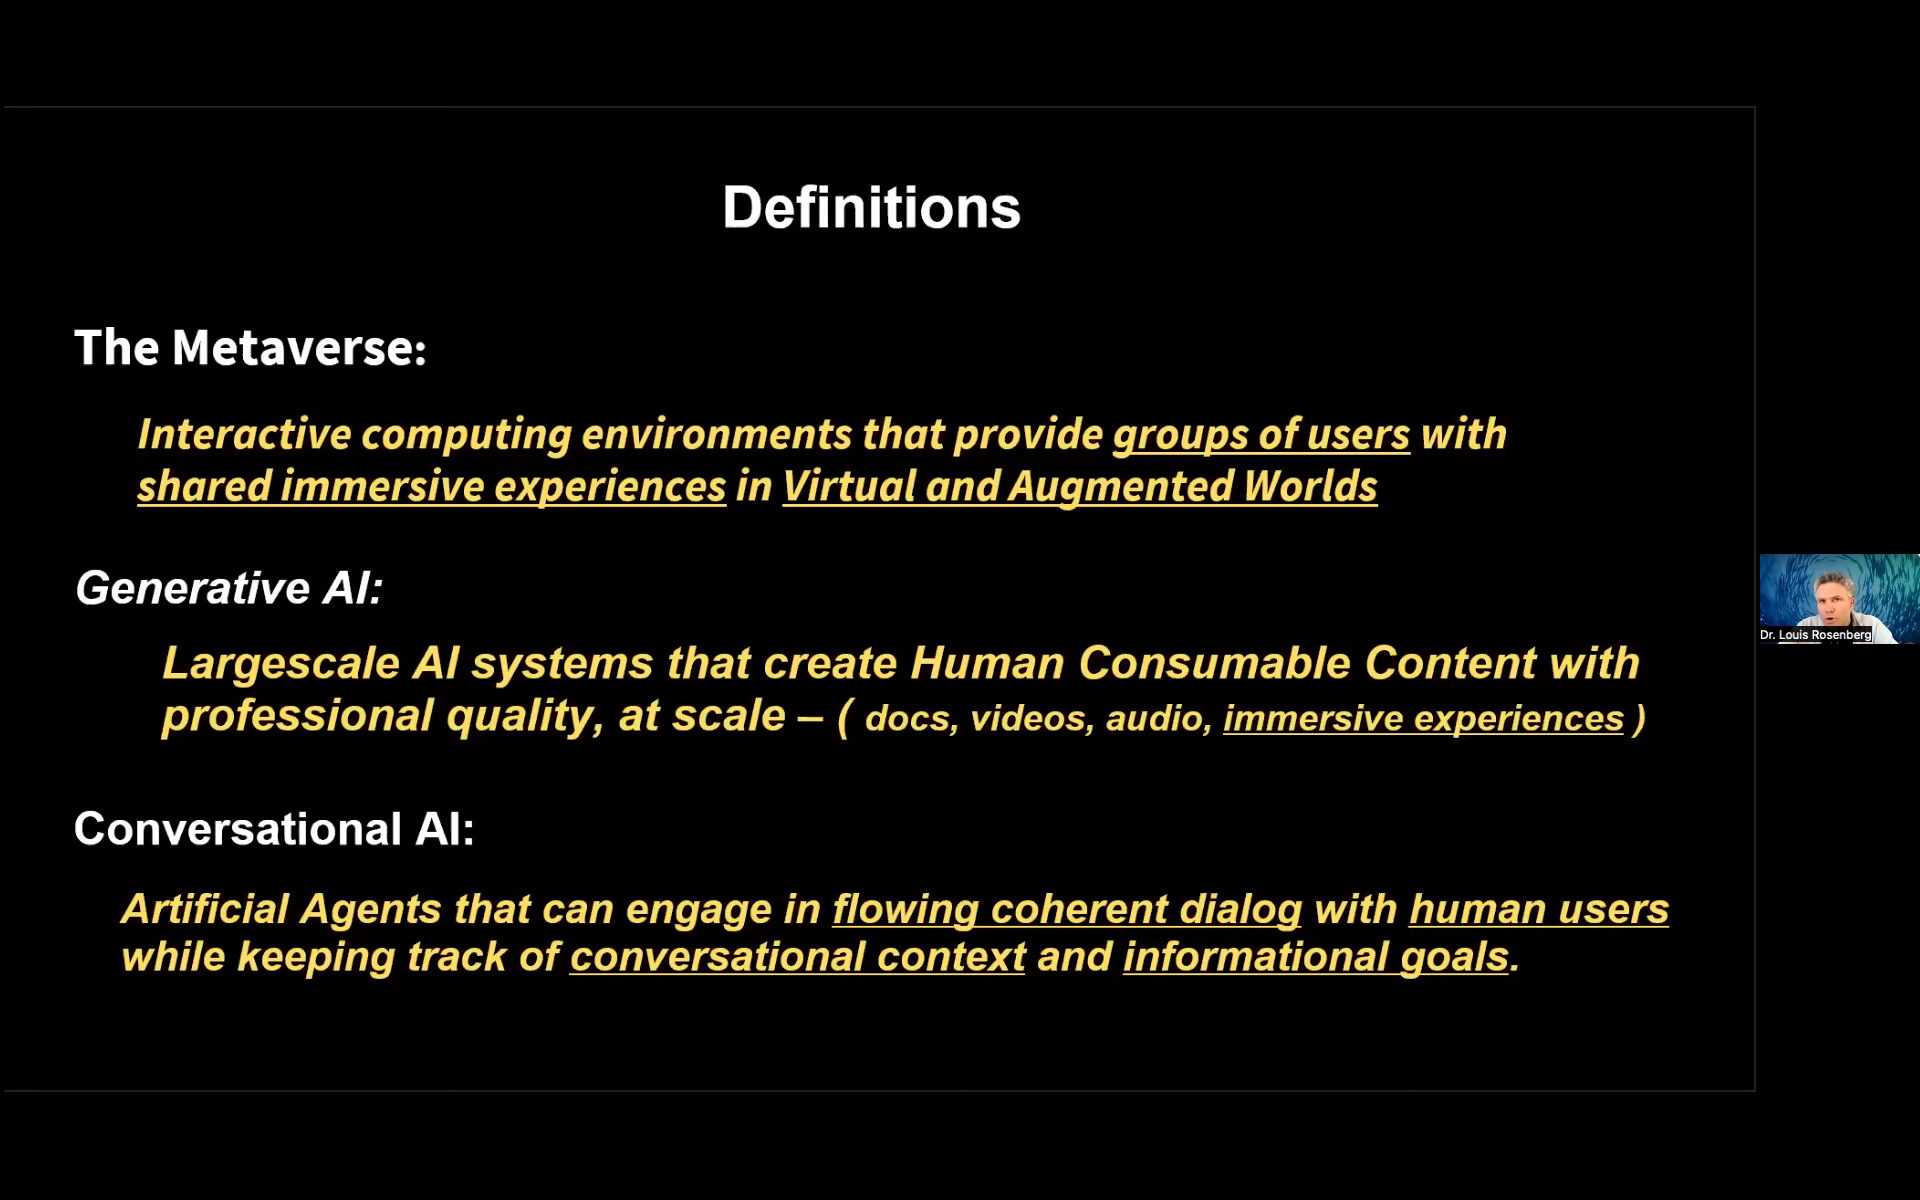 Definitions
The Metaverse:
Interactive computing environments that provide groups of users with
shared immersive experiences in Virtual and Augmented Worlds
Generative AI:
Largescale AI systems that create Human Consumable Content with
professional quality, at scale – ( docs, videos, audio, immersive experiences )
Dr. Louis Rosenberg
Conversational AI:
Artificial Agents that can engage in flowing coherent dialog with human users
while keeping track of conversational context and informational goals.